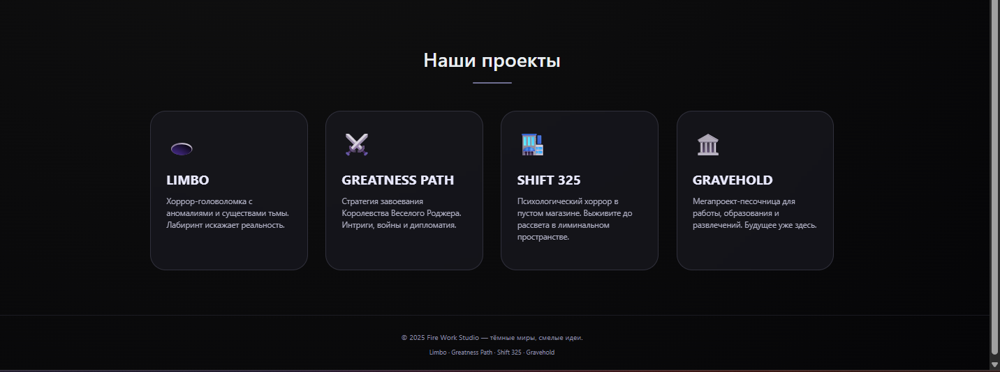 Наши проекты
LIMBO
Хоррор-головоломка с
аномалиями и существами тьмы.
Лабиринт искажает реальность.
GREATNESS PATH
Стратегия завоевания
Королевства Веселого Роджера.
Интриги, войны и дипломатия.
SHIFT 325
Психологический хоррор в
пустом магазине. Выживите до
рассвета в лиминальном
пространстве.
GRAVEHOLD
Мегапроект-песочница для
работы, образования и
развлечений. Будущее уже здесь.
© 2025 Fire Work Studio — тёмные миры, смелые идеи.
Limbo · Greatness Path · Shift 325 · Gravehold